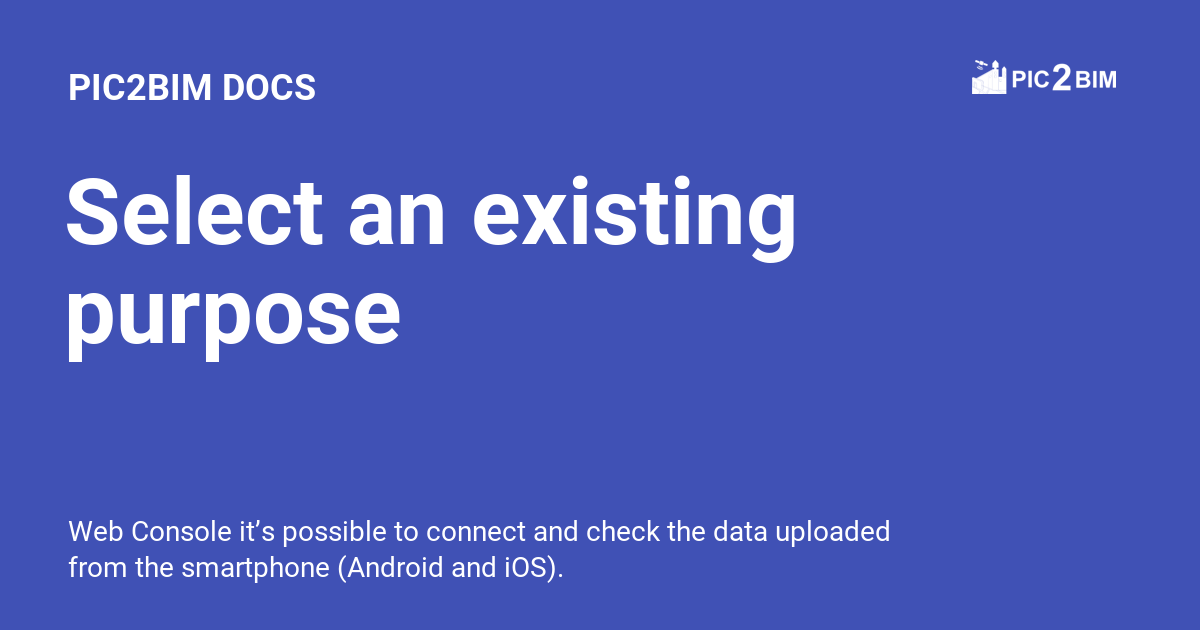 PIC2BIM DOCS
PIC2BIM
Select an existing
purpose
Web Console it’s possible to connect and check the data uploaded
from the smartphone (Android and iOS).